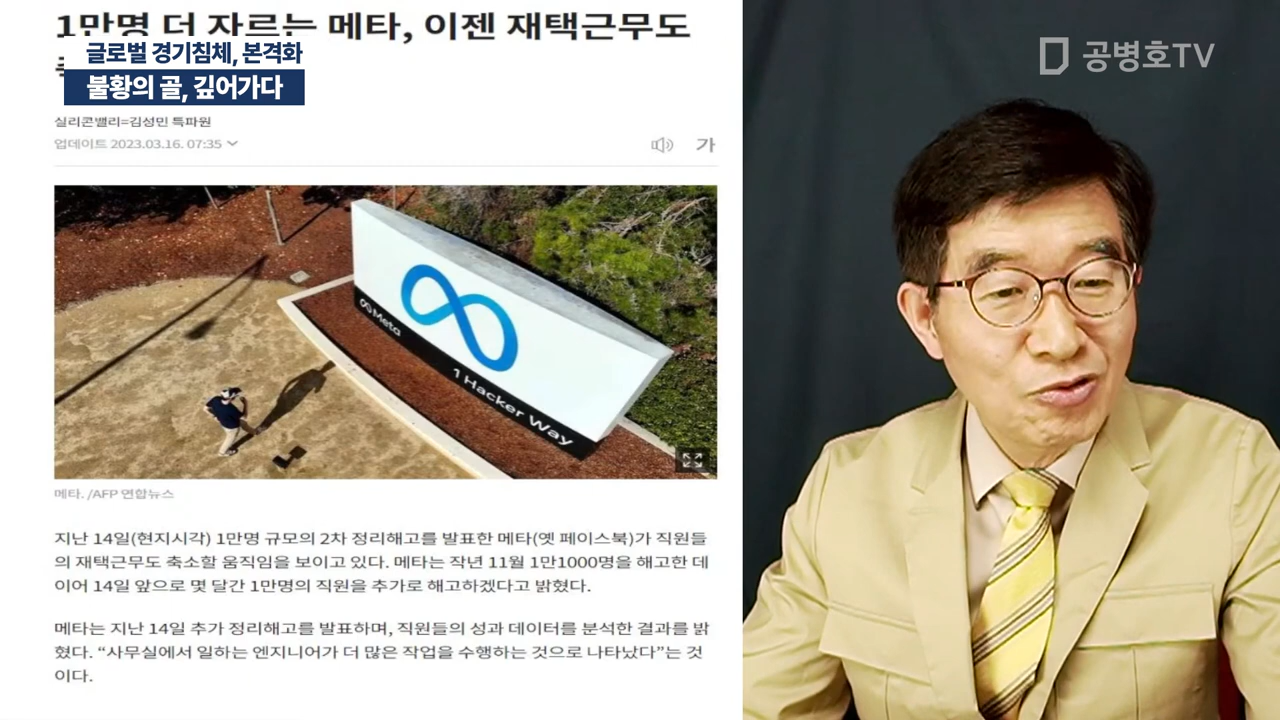 1만명 더 자르는 메타, 이젠 재택근무도
글로벌 경기침체, 본격화
불황의 골, 깊어가다
공병호TV
실리콘밸리=김성민 특파원
업데이트 2023.03.16. 07:35
가
Meta
1 Hacker Way
메타. /AFP 연합뉴스
지난 14일(현지시각) 1만명 규모의 2차 정리해고를 발표한 메타(옛 페이스북)가 직원들
의 재택근무도 축소할 움직임을 보이고 있다. 메타는 작년 11월 1만1000명을 해고한 데
이어 14일 앞으로 몇 달간 1만명의 직원을 추가로 해고하겠다고 밝혔다.
메타는 지난 14일 추가 정리해고를 발표하며, 직원들의 성과 데이터를 분석한 결과를 밝
혔다. “사무실에서 일하는 엔지니어가 더 많은 작업을 수행하는 것으로 나타났다”는 것
이다.